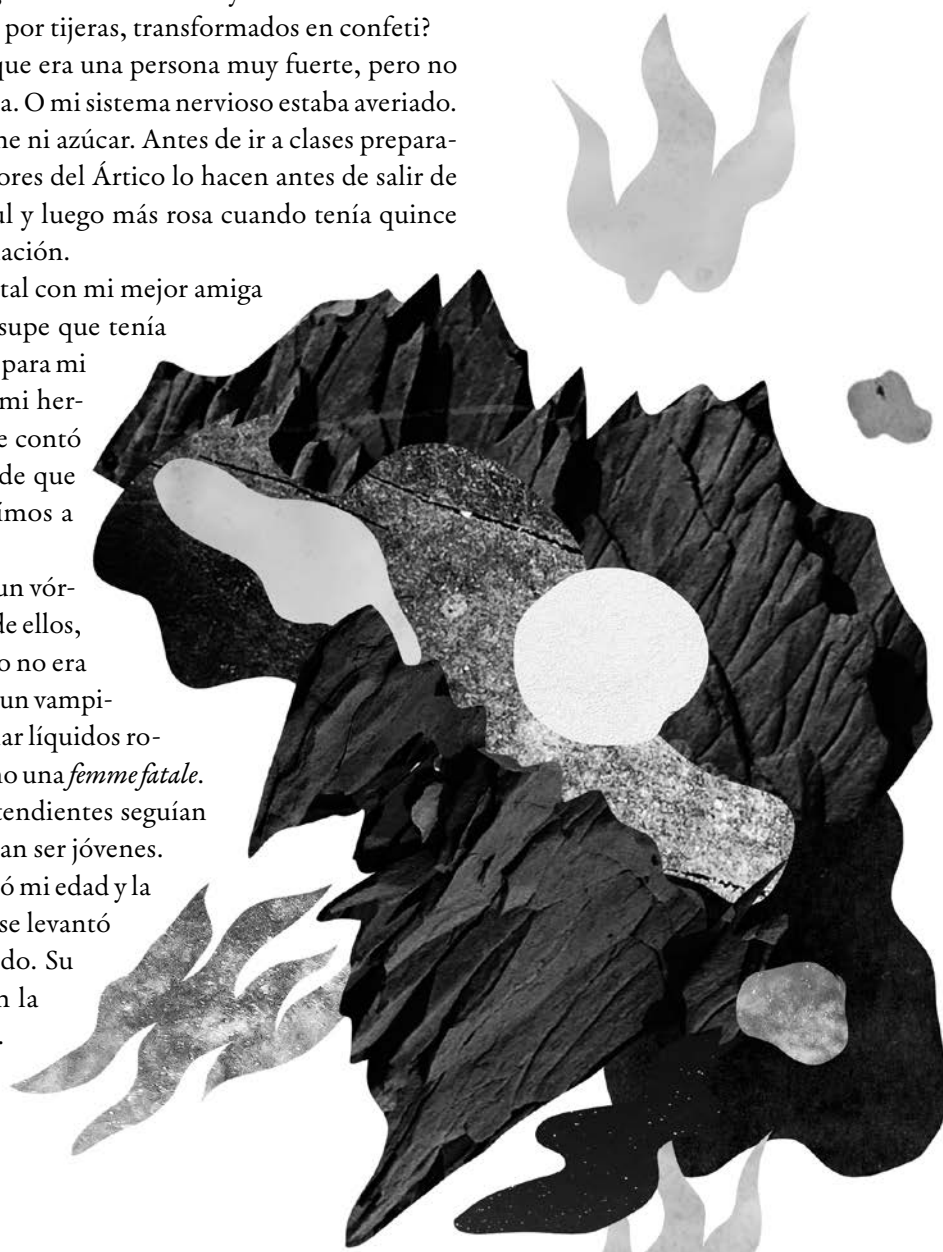 por tijeras, transformados en confeti?
que era una persona muy fuerte, pero no
a. O mi sistema nervioso estaba averiado.
ne ni azúcar. Antes de ir a clases prepara-
ores del Ártico lo hacen antes de salir de
ul y luego más rosa cuando tenía quince
ación.
tal con mi mejor amiga
supe que tenía
para mi
mi her-
e contó
de que
imos a
un vór-
de ellos,
o no era
un vampi-
ar líquidos ro-
no una femme fatale.
tendientes seguían
an ser jóvenes.
ó mi edad y la
se levantó
do. Su
n la
.